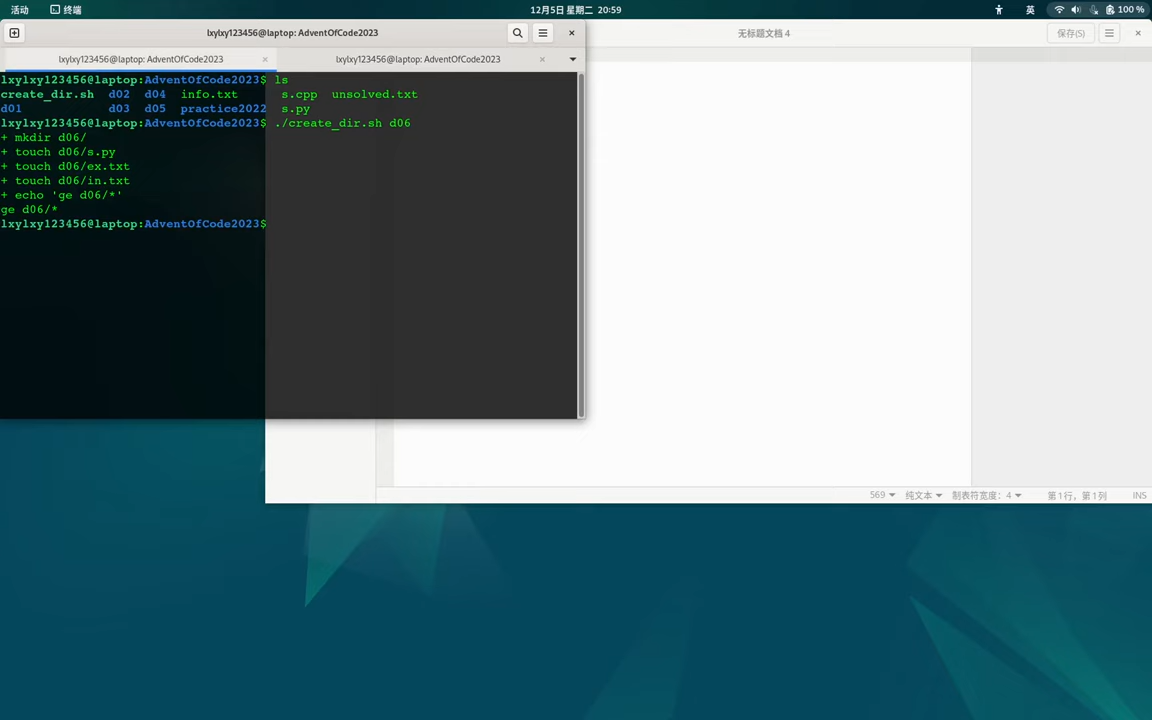 活动 终端 12月5日 星期二 20:59 英 100 %
lxylxy123456@laptop: AdventOfCode2023
无标题文档 4 保存(S)
lxylxy123456@laptop: AdventOfCode2023 lxylxy123456@laptop: AdventOfCode2023
lxylxy123456@laptop:AdventOfCode2023$ ls
create_dir.sh d02 d04 info.txt s.cpp unsolved.txt
d01 d03 d05 practice2022 s.py
lxylxy123456@laptop:AdventOfCode2023$ ./create_dir.sh d06
+ mkdir d06/
+ touch d06/s.py
+ touch d06/ex.txt
+ touch d06/in.txt
+ echo 'ge d06/*'
ge d06/*
lxylxy123456@laptop:AdventOfCode2023$
569 纯文本 制表符宽度：4 第 1 行，第 1 列 INS